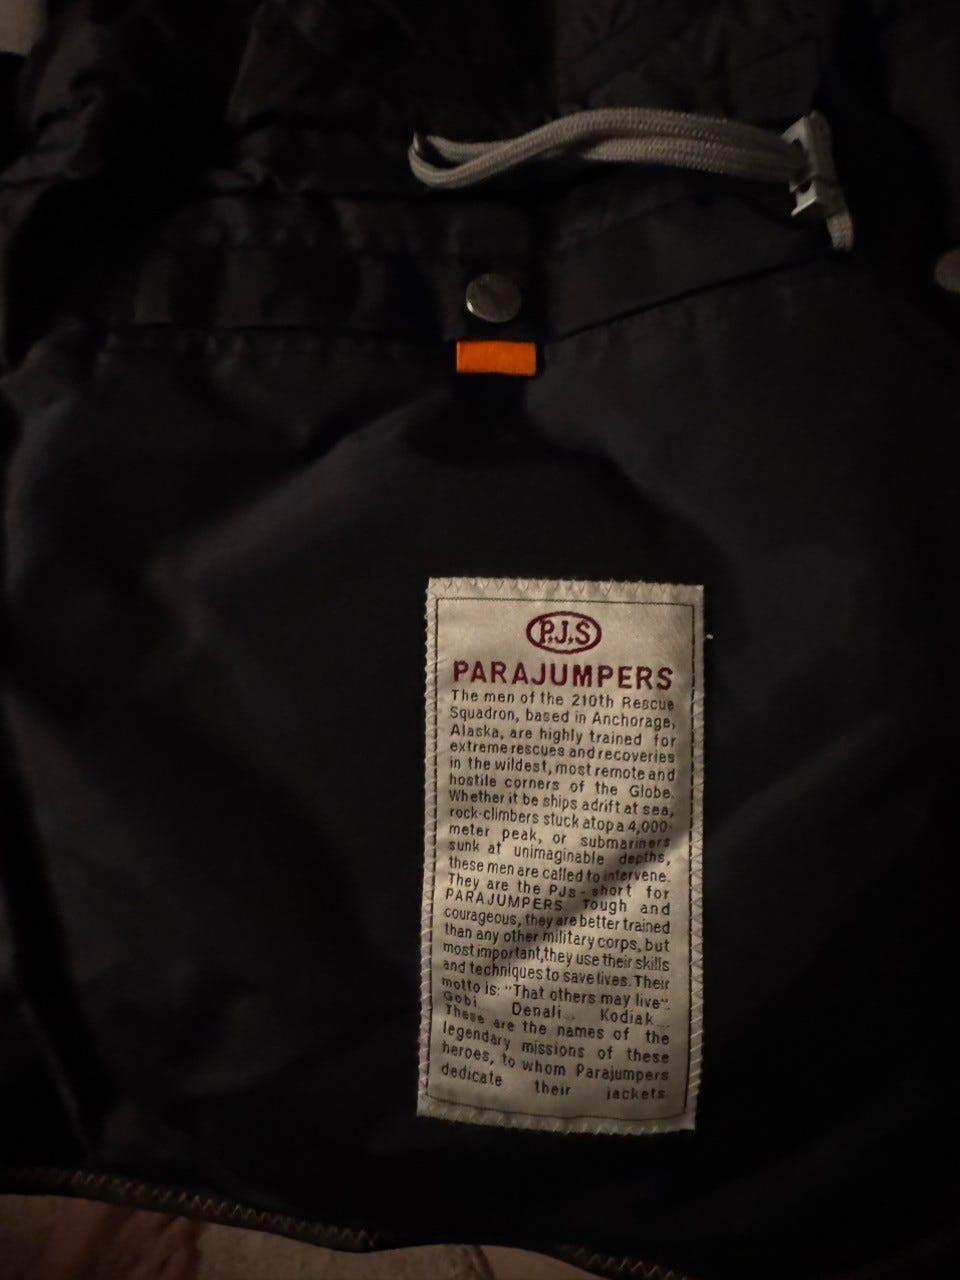 P.J.S
PARAJUMPERS
The men of the 210th Rescue
Squadron, based in Anchorage,
Alaska, are highly trained for
extreme rescues and recoveries
in the wildest, most remote and
hostile corners of the Globe.
Whether it be ships adrift at sea,
rock-climbers stuck atop a 4,000-
meter peak, or submariners
sunk at unimaginable depths,
these men are called to intervene.
They are the PJs - short for
PARAJUMPERS. Tough and
courageous, they are better trained
than any other military corps, but
most important,they use their skills
and techniques to save lives. Their
motto is: "That others may live".
Gobi... Denali... Kodiak...
These are the names of the
legendary missions of these
heroes, to whom Parajumpers
dedicate their jackets.